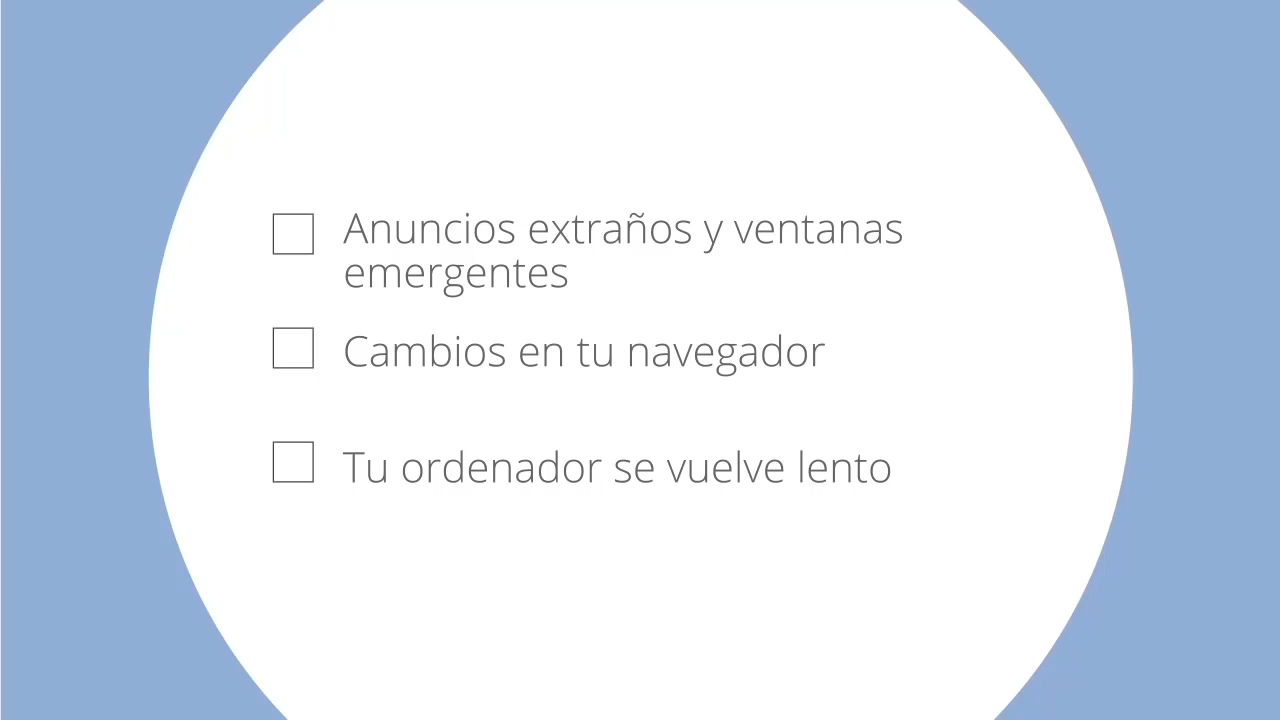 Anuncios extraños y ventanas
emergentes
Cambios en tu navegador
Tu ordenador se vuelve lento